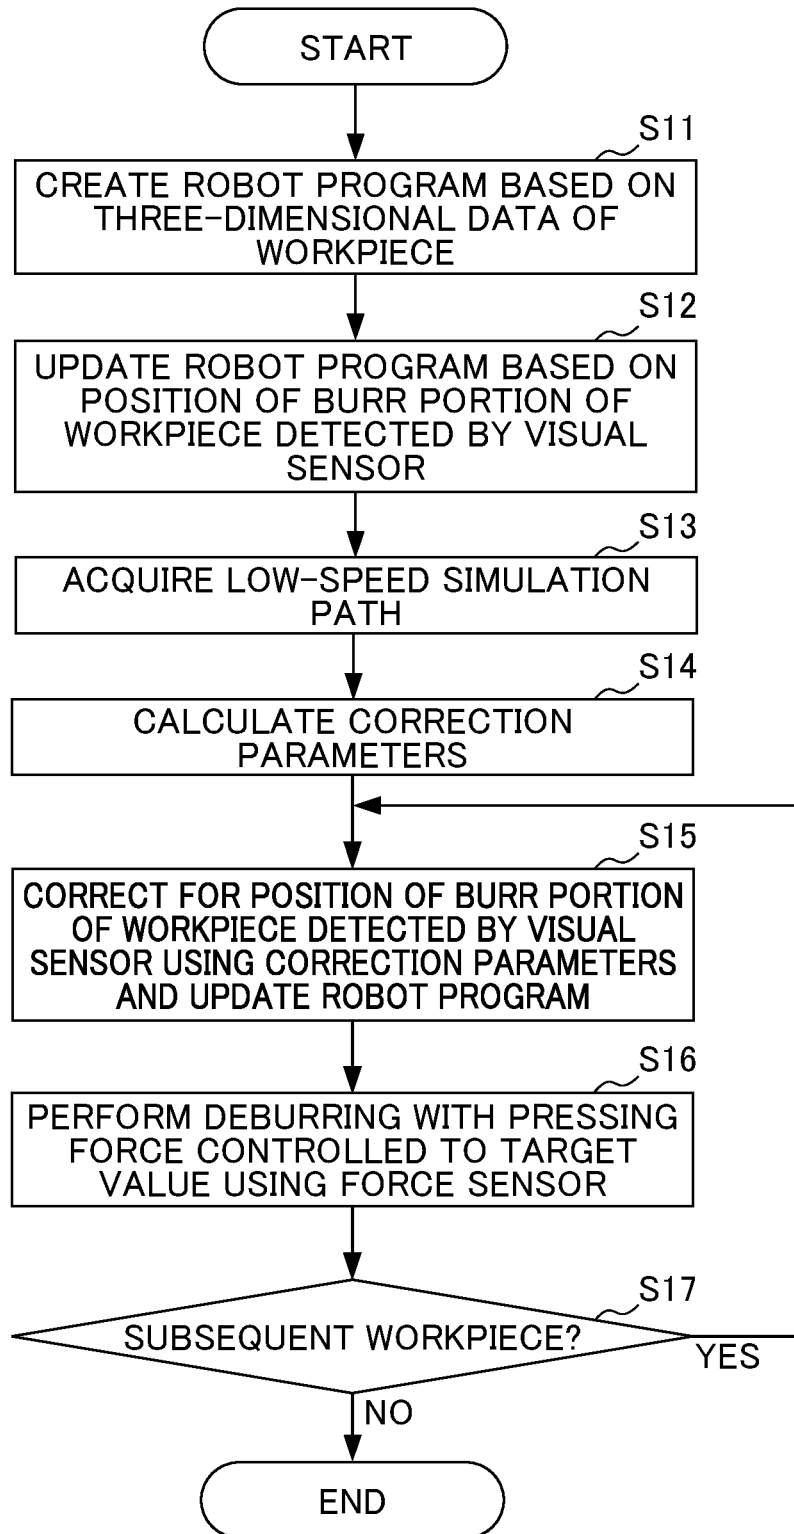 START
S11
CREATE ROBOT PROGRAM BASED ON
THREE-DIMENSIONAL DATA OF
WORKPIECE
S12
UPDATE ROBOT PROGRAM BASED ON
POSITION OF BURR PORTION OF
WORKPIECE DETECTED BY VISUAL
SENSOR
S13
ACQUIRE LOW-SPEED SIMULATION
PATH
S14
CALCULATE CORRECTION
PARAMETERS
S15
CORRECT FOR POSITION OF BURR PORTION
OF WORKPIECE DETECTED BY VISUAL
SENSOR USING CORRECTION PARAMETERS
AND UPDATE ROBOT PROGRAM
S16
PERFORM DEBURRING WITH PRESSING
FORCE CONTROLLED TO TARGET
VALUE USING FORCE SENSOR
S17
SUBSEQUENT WORKPIECE?
YES
NO
END